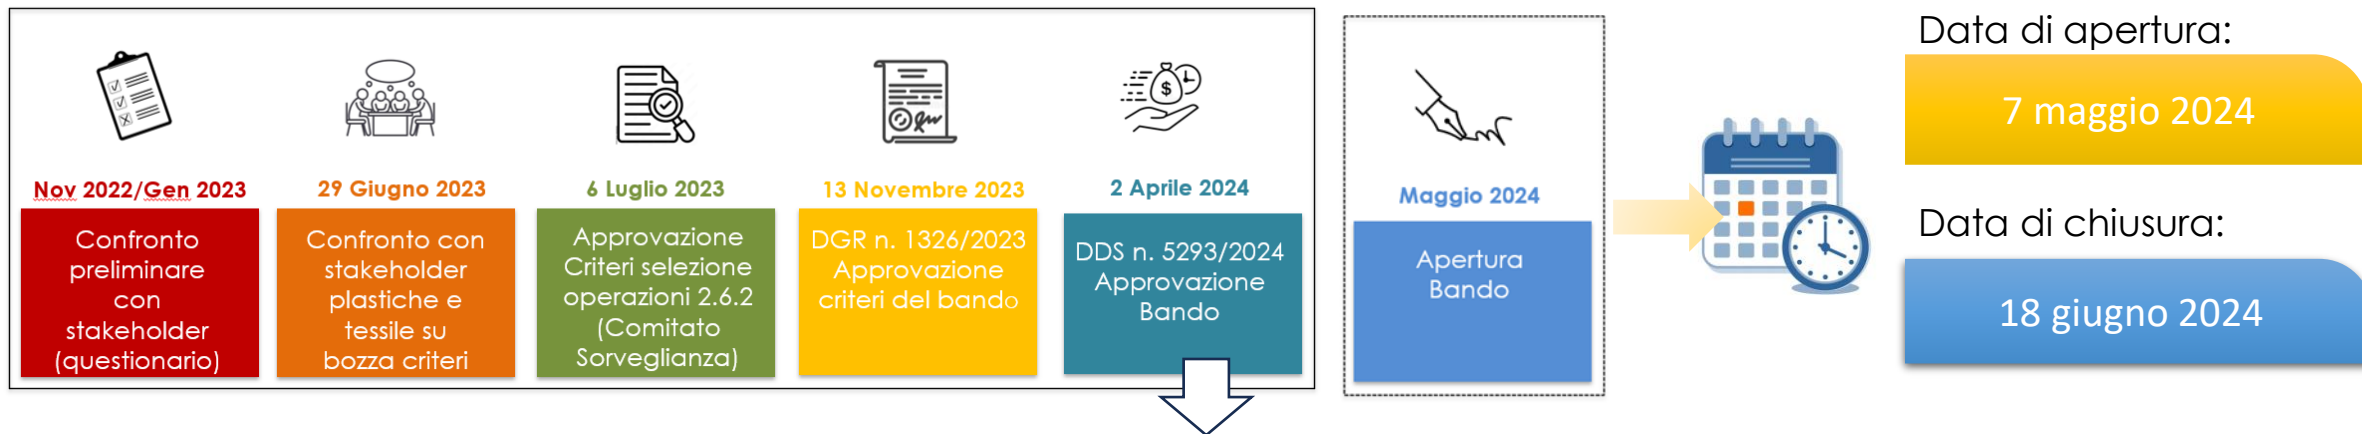 Nov 2022/Gen 2023
Confronto
preliminare
con
stakeholder
(questionario)
29 Giugno 2023
Confronto con
stakeholder
plastiche e
tessile su
bozza criteri
6 Luglio 2023
Approvazione
Criteri selezione
operazioni 2.6.2
(Comitato
Sorveglianza)
13 Novembre 2023
DGR n. 1326/2023
Approvazione
criteri del bando
2 Aprile 2024
DDS n. 5293/2024
Approvazione
Bando
Maggio 2024
Apertura
Bando
Data di apertura:
7 maggio 2024
Data di chiusura:
18 giugno 2024